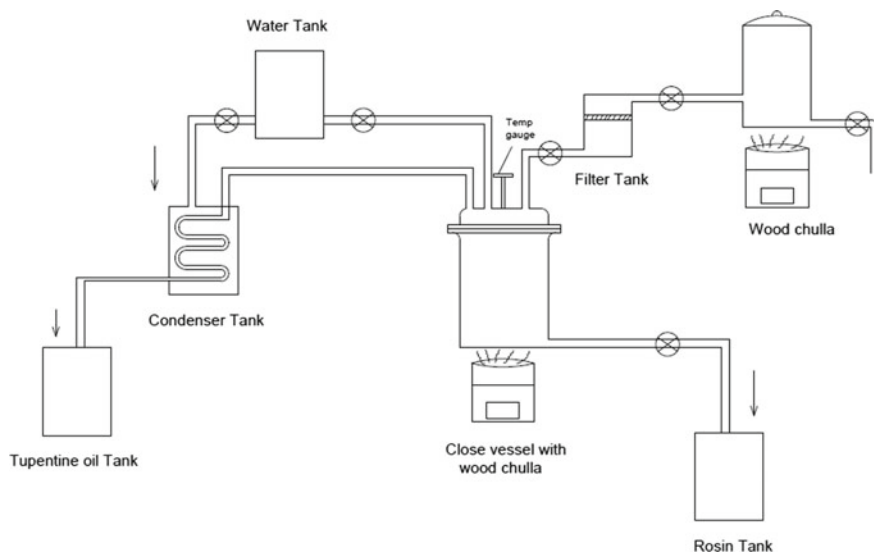 Water Tank
Temp
gauge
Filter Tank
Wood chulla
Condenser Tank
Close vessel with
wood chulla
Tupentine oil Tank
Rosin Tank